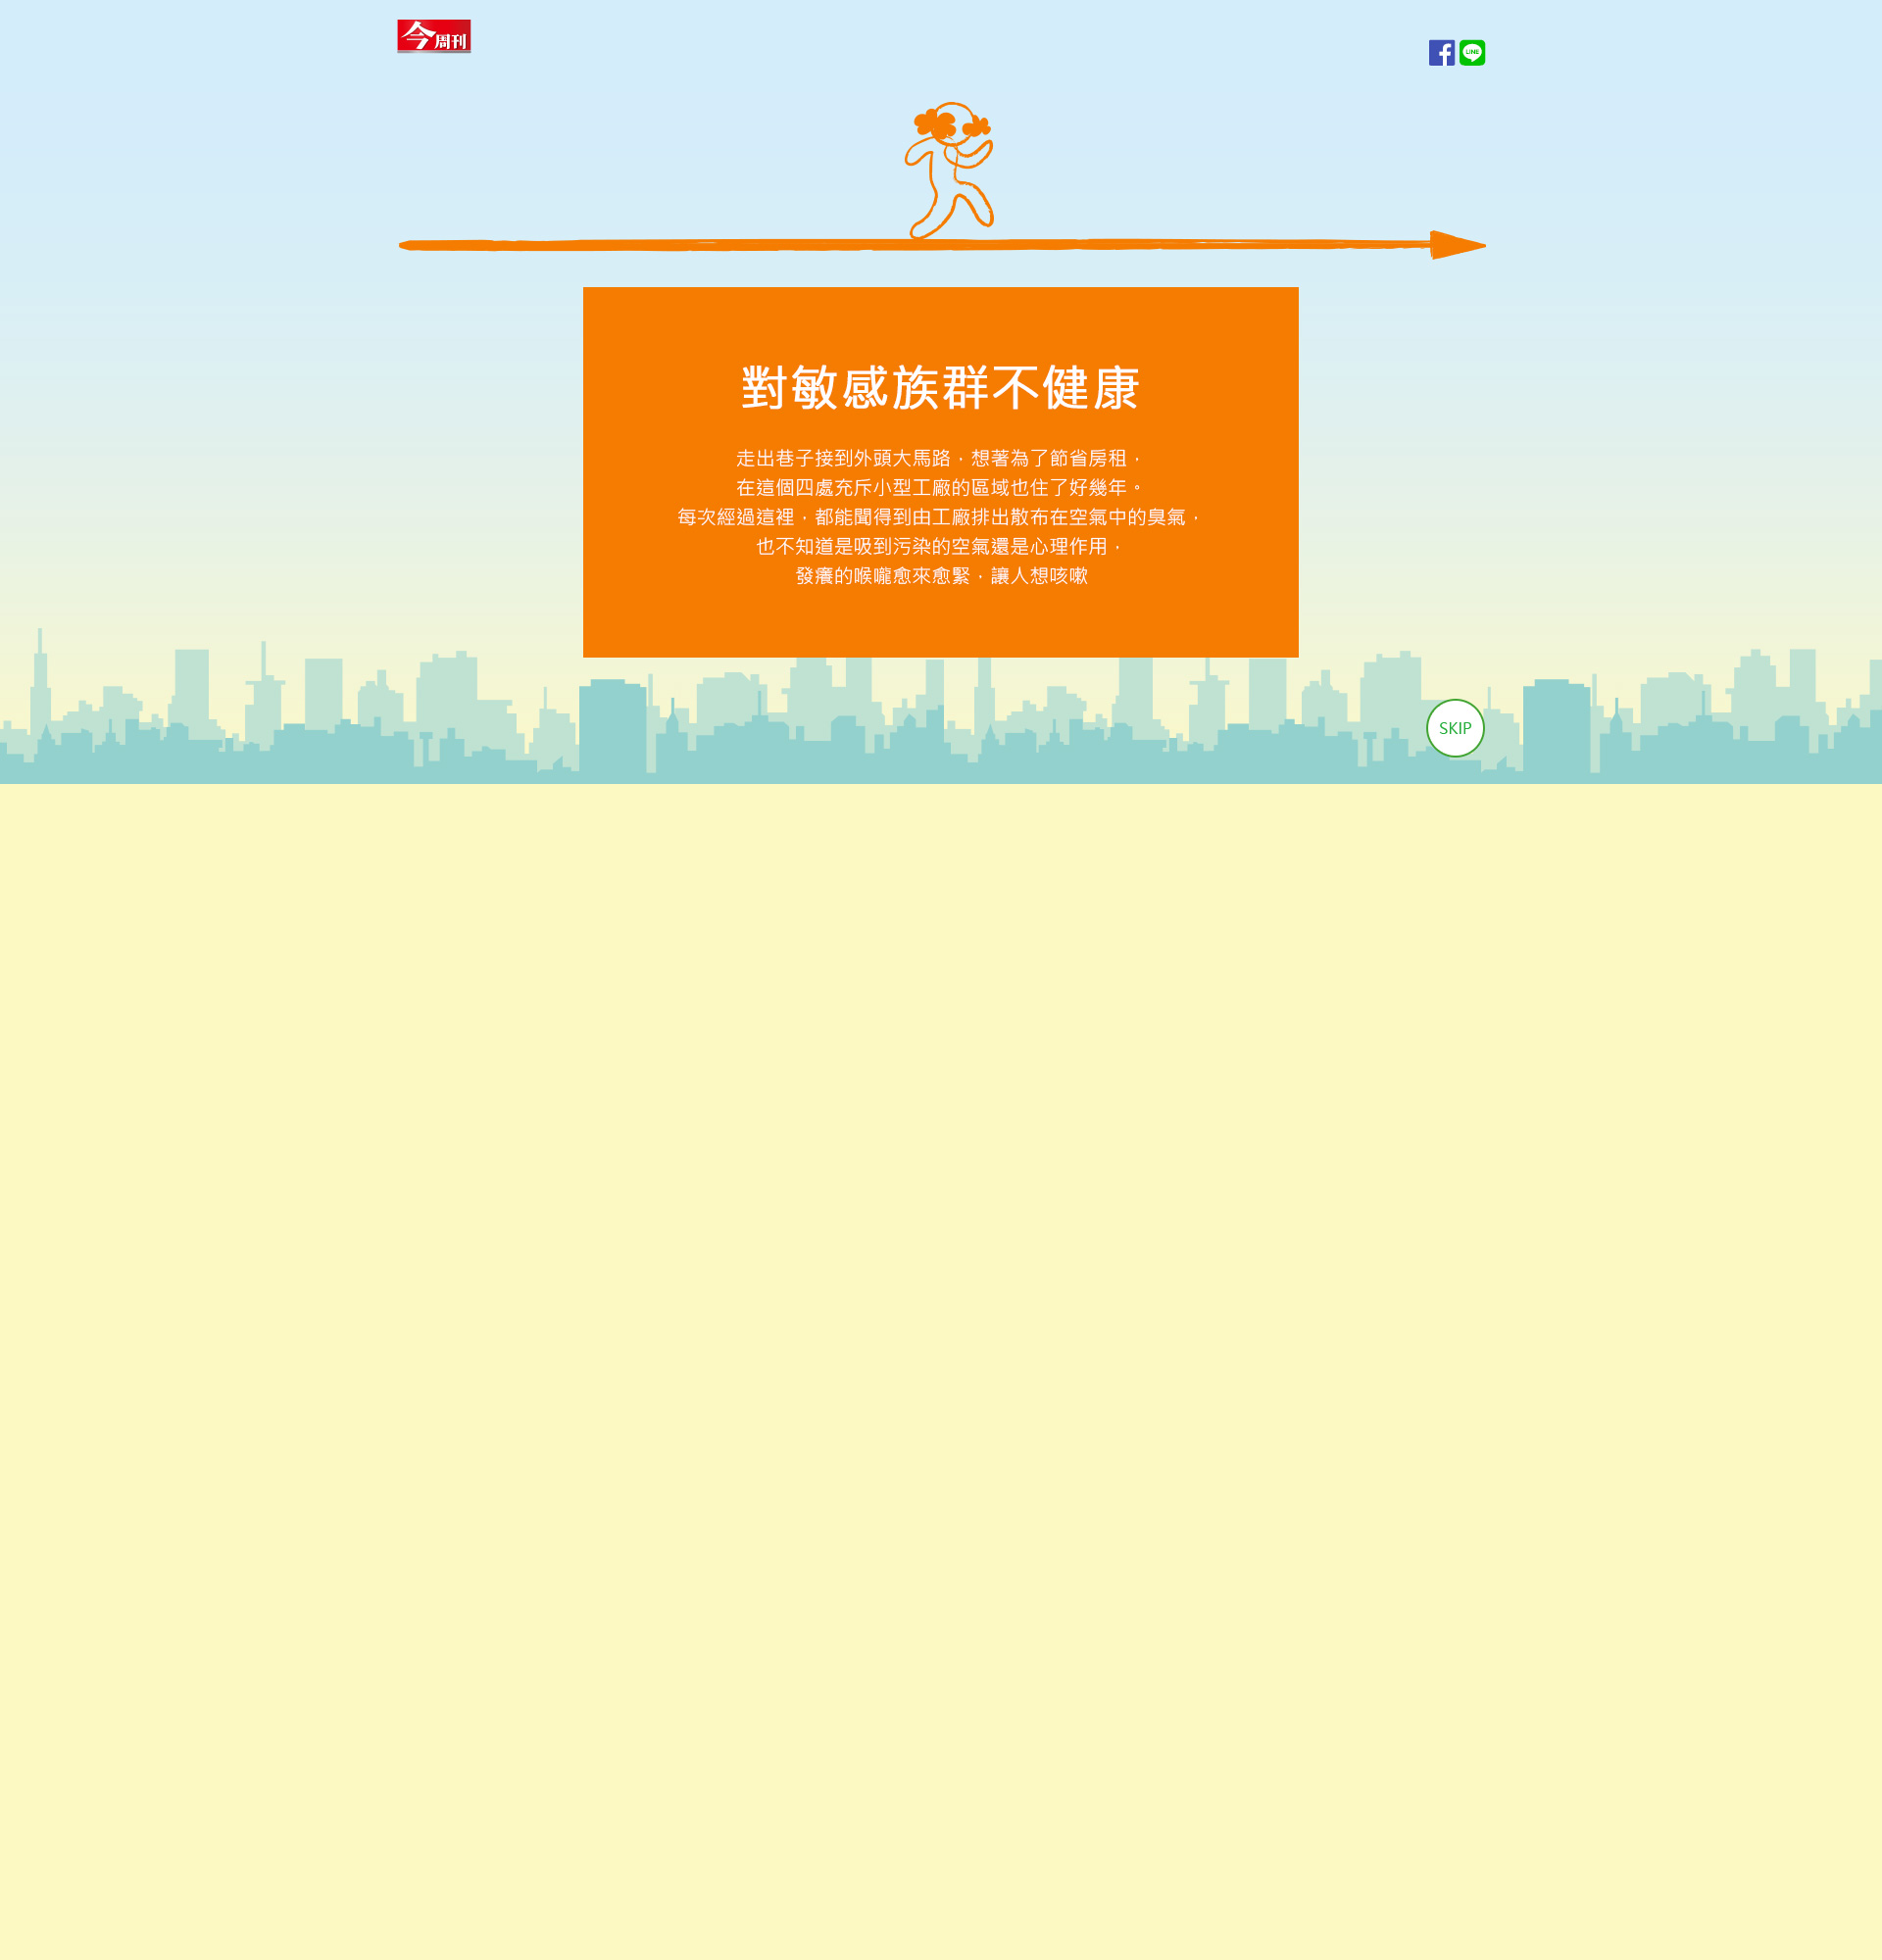 今周刊
LINE
對敏感族群不健康
走出巷子接到外頭大馬路，想著為了節省房租，
在這個四處充斥小型工廠的區域也住了好幾年。
每次經過這裡，都能聞得到由工廠排出散布在空氣中的臭氣，
也不知道是吸到污染的空氣還是心理作用，
發癢的喉嚨愈來愈緊，讓人想咳嗽
SKIP